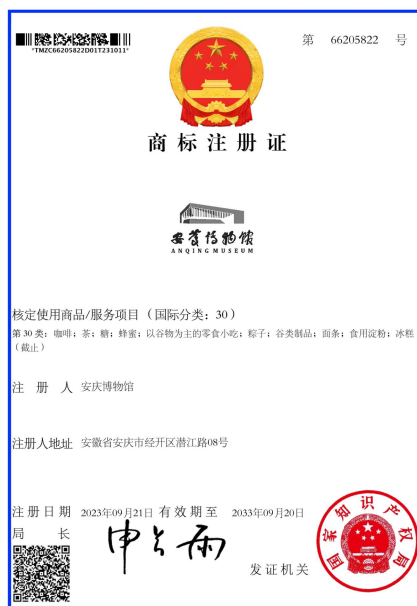 *TMZC66205822D01T231011*
第 66205822 号
商标注册证
安庆博物馆
ANQING MUSEUM
核定使用商品/服务项目（国际分类：30）
第30类：咖啡；茶；糖；蜂蜜；以谷物为主的零食小吃；粽子；谷类制品；面条；食用淀粉；冰糕
（截止）
注册人 安庆博物馆
注册人地址 安徽省安庆市经开区潜江路08号
注册日期 2023年09月21日 有效期至 2033年09月20日
局长 申长雨
发证机关
国家知识产权局